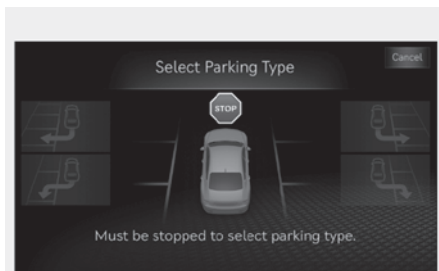 Select Parking Type
Cancel
STOP
Must be stopped to select parking type.